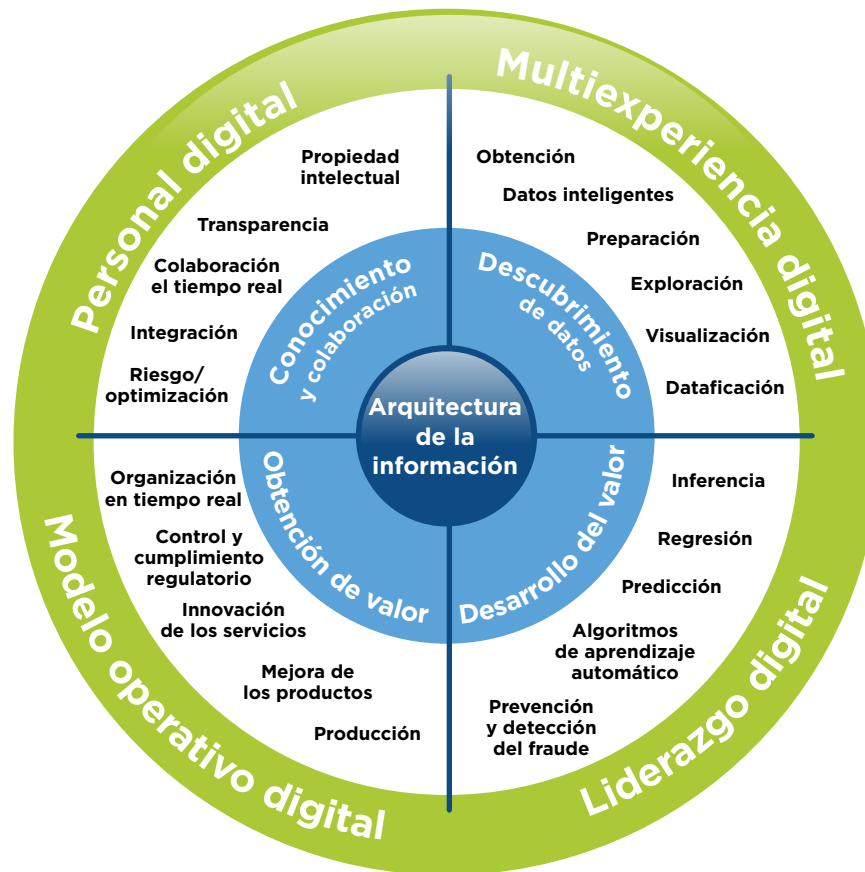 Personal digital
Multiexperiencia digital
Propiedad
intelectual
Transparencia
Colaboración
el tiempo real
Integración
Riesgo/
optimización
Obtención
Datos inteligentes
Preparación
Exploración
Visualización
Dataficación
Conocimiento
y colaboración
Descubrimiento
de datos
Arquitectura
de la
información
Obtención de valor
Desarrollo del valor
Organización
en tiempo real
Control y
cumplimiento
regulatorio
Innovación
de los servicios
Mejora de
los productos
Producción
Inferencia
Regresión
Predicción
Algoritmos
de aprendizaje
automático
Prevención
y detección
del fraude
Modelo operativo digital
Liderazgo digital